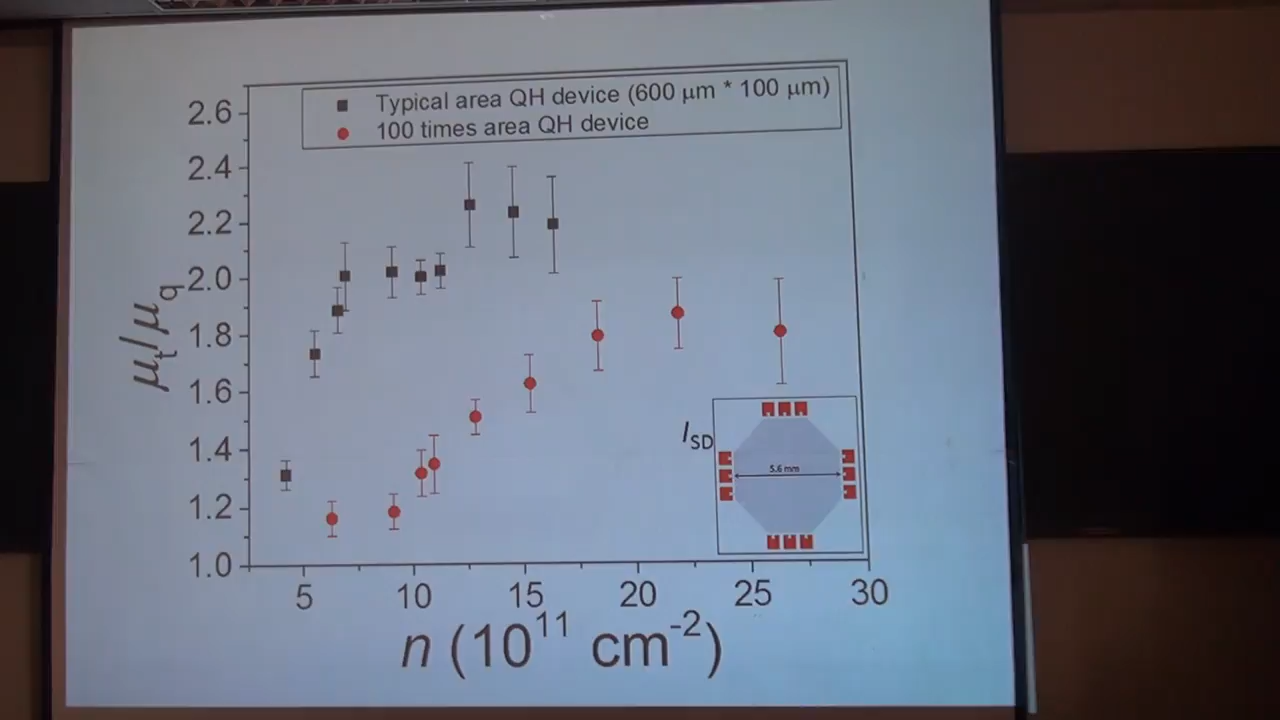 Typical area QH device (600 μm * 100 μm)
100 times area QH device
2.6
2.4
2.2
2.0
1.8
1.6
1.4
1.2
1.0
μt/μq
ISD
5.6 mm
5 10 15 20 25 30
n (10¹¹ cm⁻²)